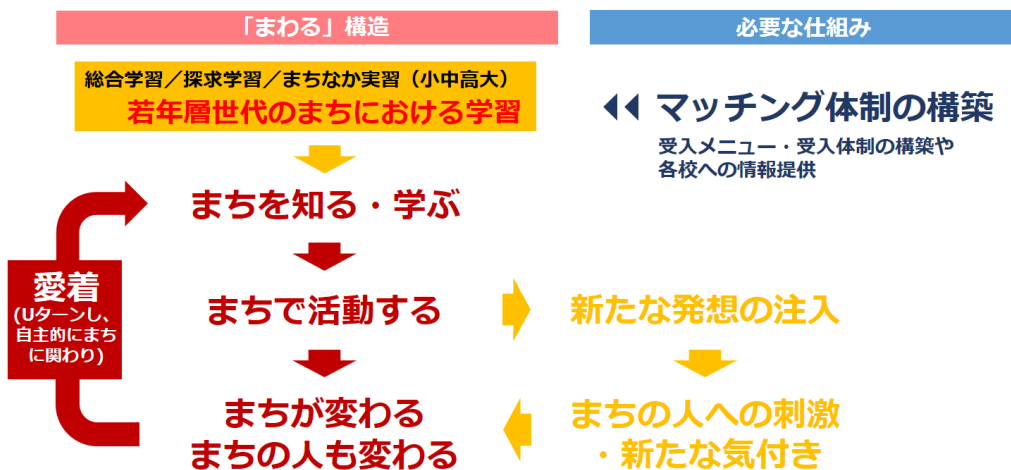 「まわる」構造
必要な仕組み
総合学習／探求学習／まちなか実習（小中高大）
若年層世代のまちにおける学習
マッチング体制の構築
受入メニュー・受入体制の構築や
各校への情報提供
まちを知る・学ぶ
愛着
(Uターンし、
自主的にまち
に関わり)
まちで活動する
新たな発想の注入
まちが変わる
まちの人も変わる
まちの人への刺激
・新たな気付き